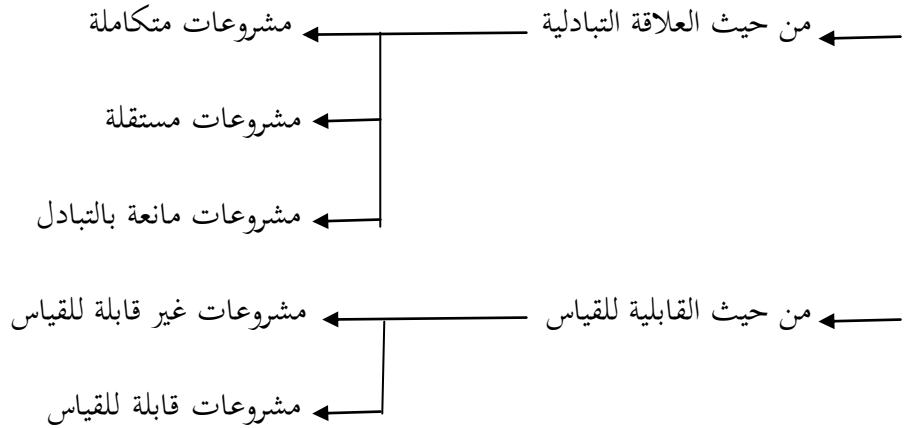 من حيث العلاقة التبادلية مشروعات متكاملة
مشروعات مستقلة
مشروعات مانعة بالتبادل
من حيث القابلية للقياس مشروعات غير قابلة للقياس
مشروعات قابلة للقياس